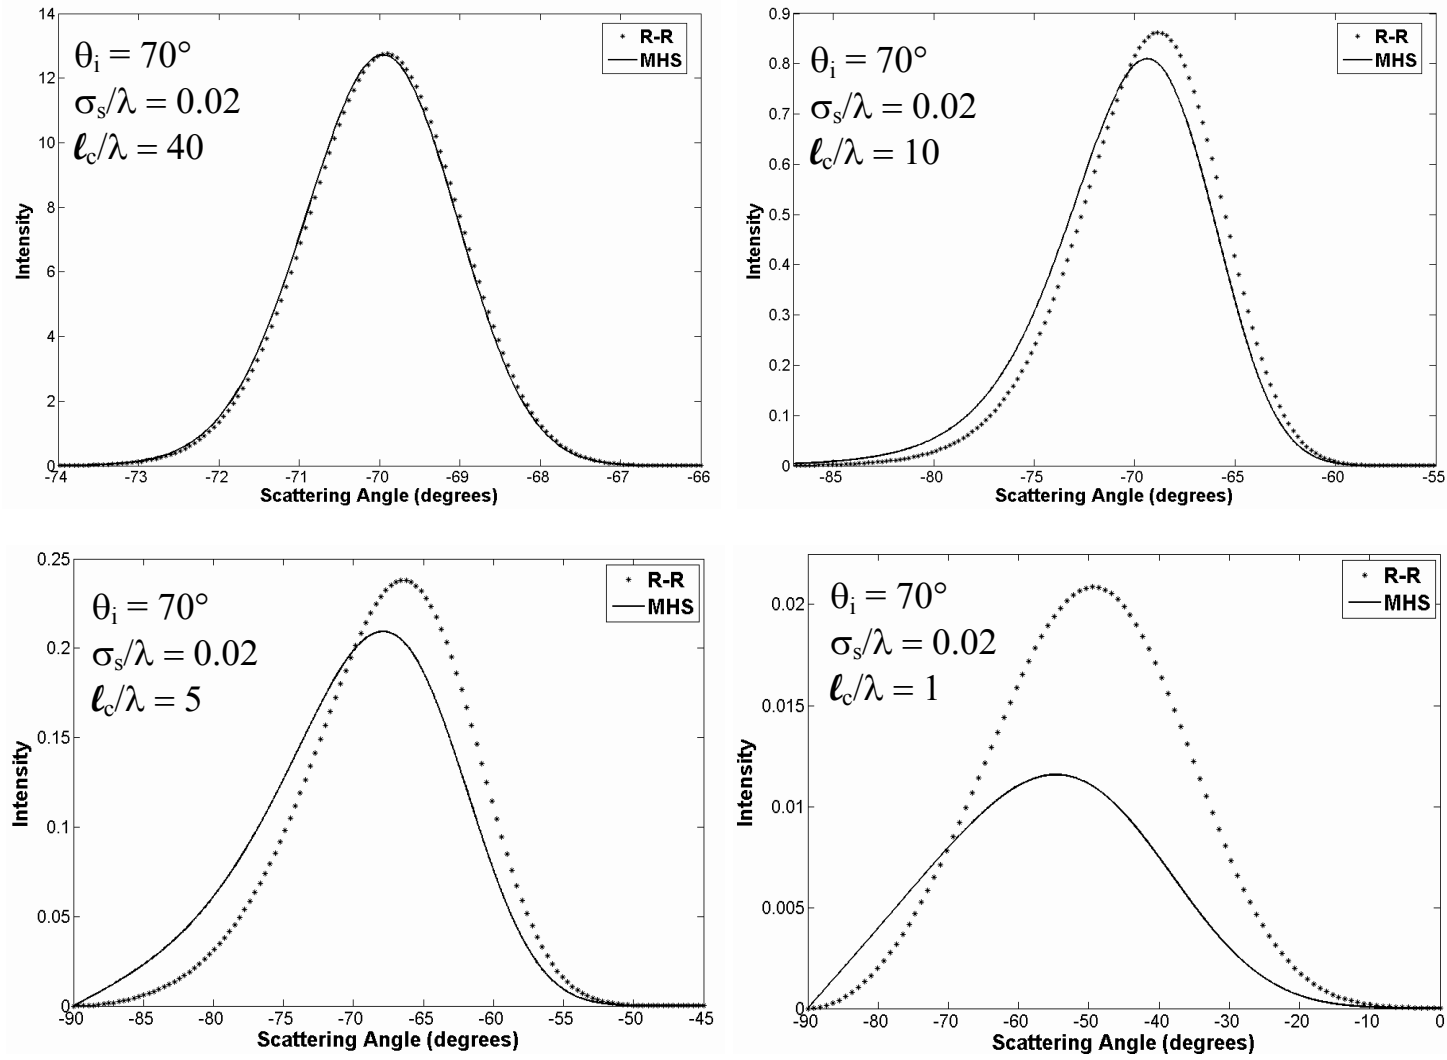 14
12
10
8
6
4
2
0
Intensity
θi = 70°
σs/λ = 0.02
ℓc/λ = 40
R-R
MHS
-74 -73 -72 -71 -70 -69 -68 -67 -66
Scattering Angle (degrees)
0.9
0.8
0.7
0.6
0.5
0.4
0.3
0.2
0.1
0
Intensity
θi = 70°
σs/λ = 0.02
ℓc/λ = 10
R-R
MHS
-85 -80 -75 -70 -65 -60 -55
Scattering Angle (degrees)
0.25
0.2
0.15
0.1
0.05
0
Intensity
θi = 70°
σs/λ = 0.02
ℓc/λ = 5
R-R
MHS
-90 -85 -80 -75 -70 -65 -60 -55 -50 -45
Scattering Angle (degrees)
0.02
0.015
0.01
0.005
0
Intensity
θi = 70°
σs/λ = 0.02
ℓc/λ = 1
R-R
MHS
-90 -80 -70 -60 -50 -40 -30 -20 -10 0
Scattering Angle (degrees)